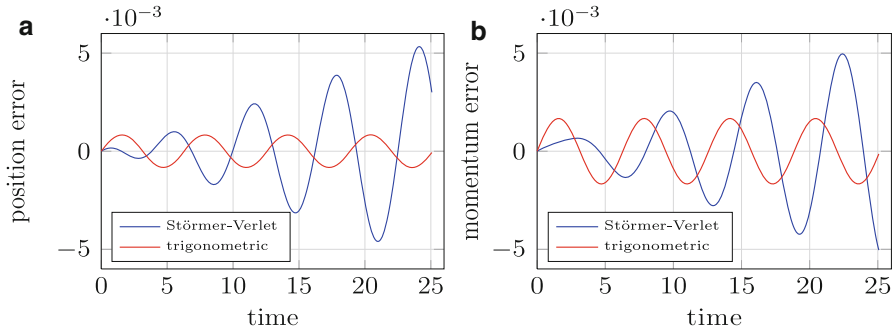 a
·10⁻³
5
0
−5
position error
Störmer-Verlet
trigonometric
0 5 10 15 20 25
time
b
·10⁻³
5
0
−5
momentum error
Störmer-Verlet
trigonometric
0 5 10 15 20 25
time